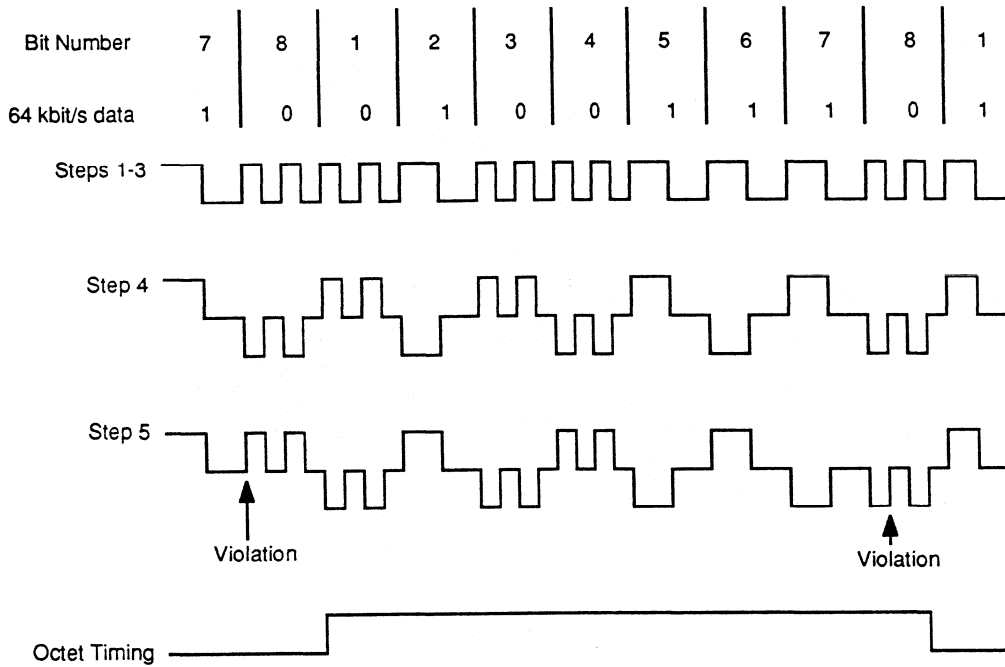 Bit Number 7 8 1 2 3 4 5 6 7 8 1
64 kbit/s data 1 0 0 1 0 0 1 1 1 0 1
Steps 1-3
Step 4
Step 5
Violation Violation
Octet Timing